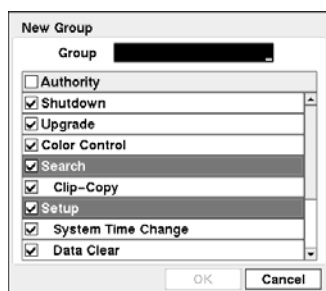 New Group
Group
Authority
Shutdown
Upgrade
Color Control
Search
Clip-Copy
Setup
System Time Change
Data Clear
OK Cancel